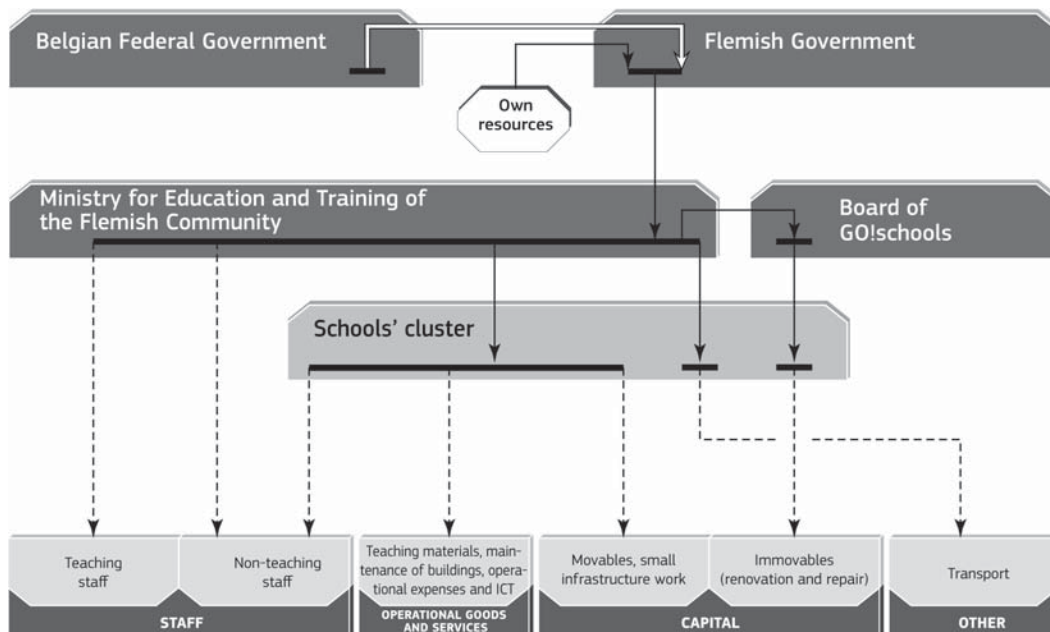 Belgian Federal Government
Flemish Government
Own
resources
Ministry for Education and Training of
the Flemish Community
Board of
GO!schools
Schools’ cluster
Teaching
staff
Non-teaching
staff
Teaching materials, main-
tenance of buildings, opera-
tional expenses and ICT
Movables, small
infrastructure work
Immovables
(renovation and repair)
Transport
STAFF
OPERATIONAL GOODS
AND SERVICES
CAPITAL
OTHER